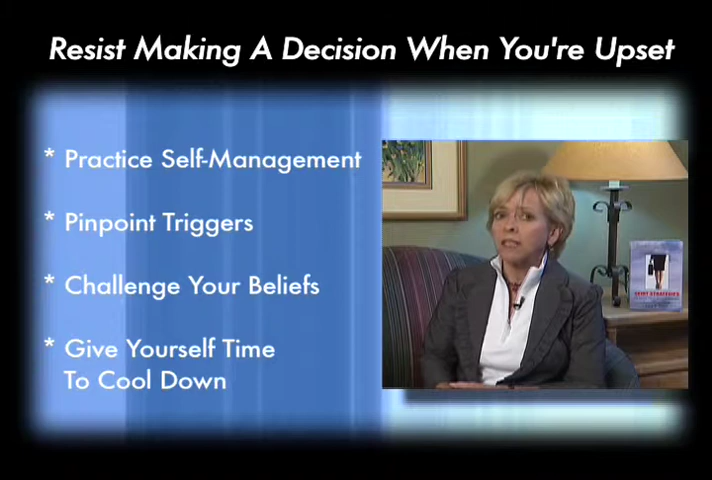 Resist Making A Decision When You're Upset
* Practice Self-Management
* Pinpoint Triggers
* Challenge Your Beliefs
* Give Yourself Time
To Cool Down